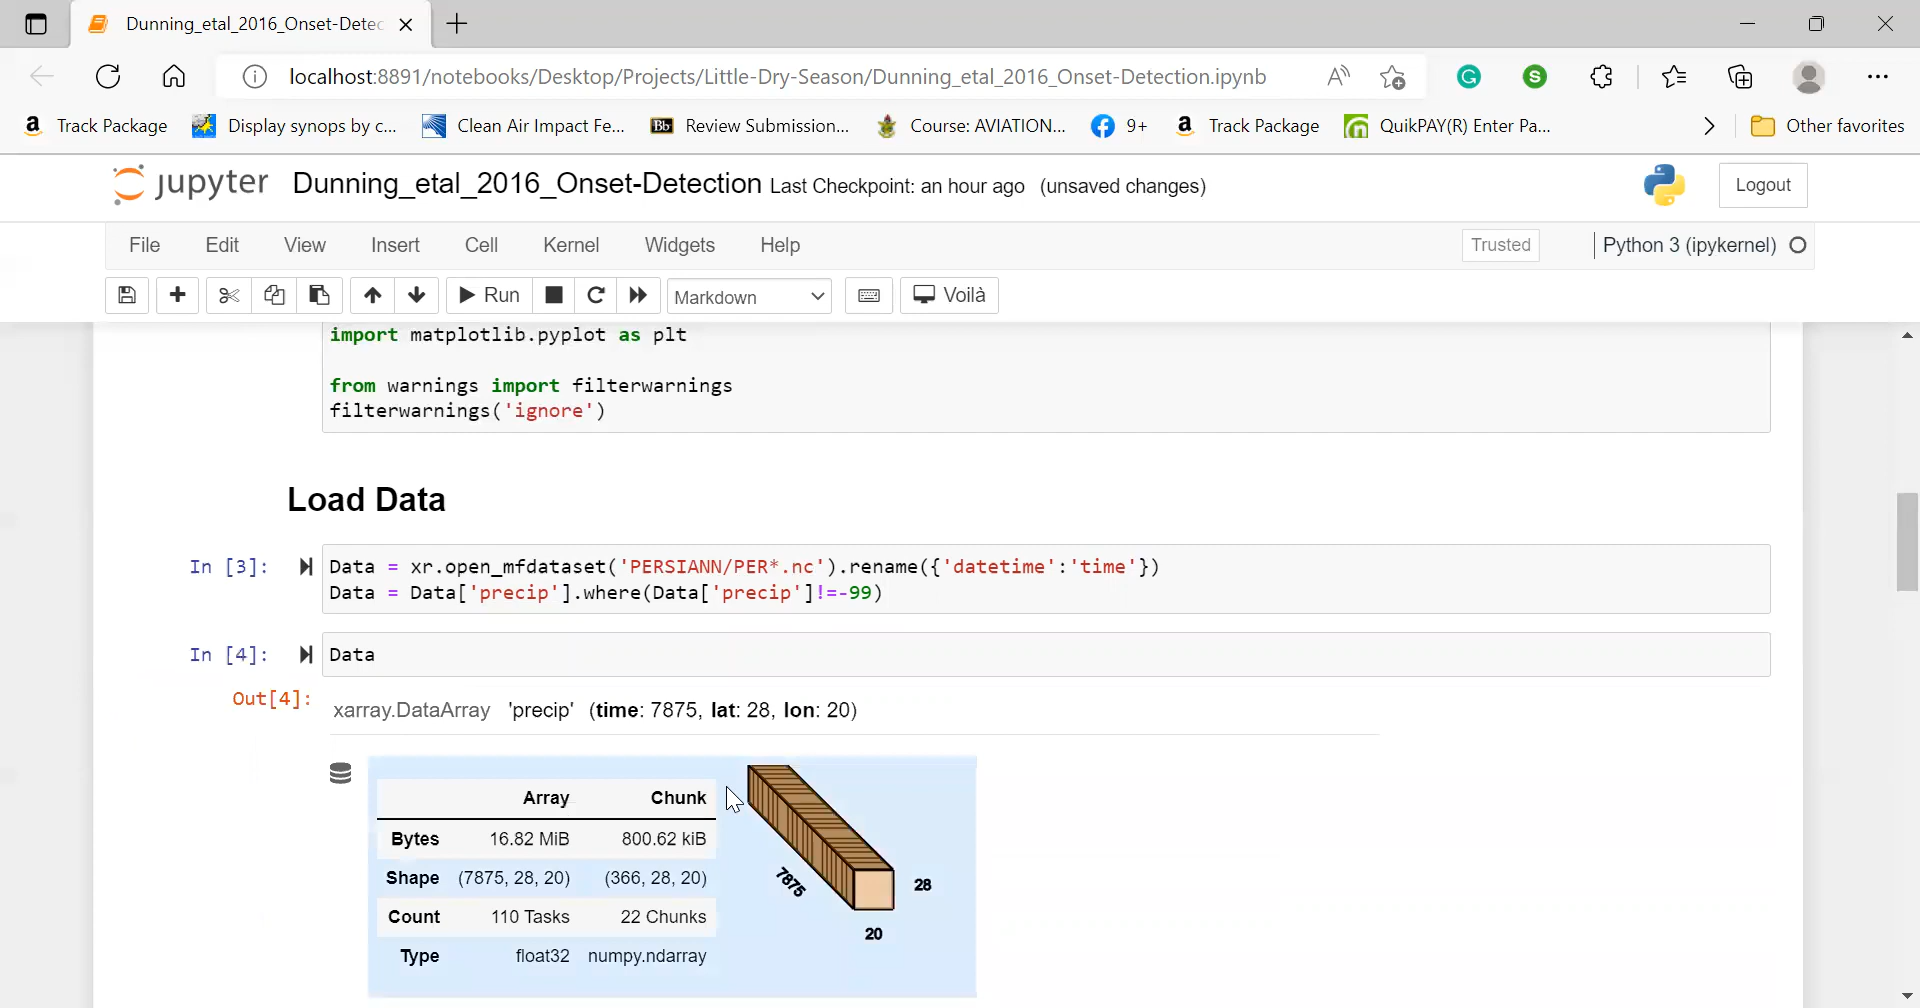 Dunning_etal_2016_Onset-Detec
localhost:8891/notebooks/Desktop/Projects/Little-Dry-Season/Dunning_etal_2016_Onset-Detection.ipynb
Track Package Display synops by c... Clean Air Impact Fe... Bb Review Submission... Course: AVIATION... 9+ Track Package QuikPAY(R) Enter Pa... Other favorites
jupyter Dunning_etal_2016_Onset-Detection Last Checkpoint: an hour ago (unsaved changes) Logout
File Edit View Insert Cell Kernel Widgets Help Trusted Python 3 (ipykernel)
Run Markdown Voilà
import matplotlib.pyplot as plt
from warnings import filterwarnings
filterwarnings('ignore')
Load Data
In [3]: Data = xr.open_mfdataset('PERSIANN/PER*.nc').rename({'datetime':'time'})
Data = Data['precip'].where(Data['precip']!=-99)
In [4]: Data
Out[4]: xarray.DataArray 'precip' (time: 7875, lat: 28, lon: 20)
Array Chunk
Bytes 16.82 MiB 800.62 kiB
Shape (7875, 28, 20) (366, 28, 20)
Count 110 Tasks 22 Chunks
Type float32 numpy.ndarray
7875
28
20